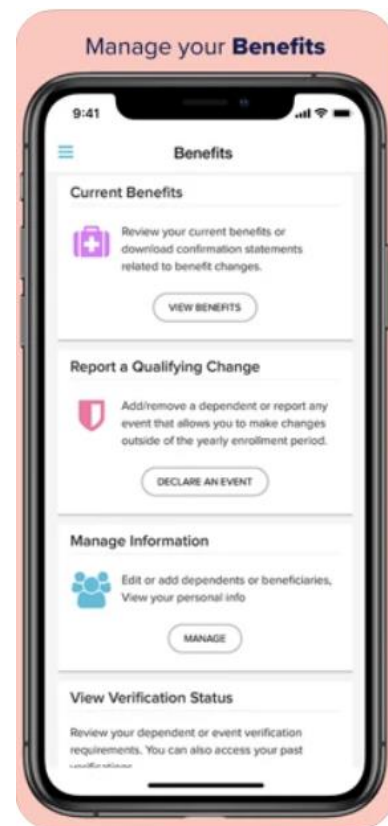 Manage your Benefits
9:41
Benefits
Current Benefits
Review your current benefits or
download confirmation statements
related to benefit changes.
VIEW BENEFITS
Report a Qualifying Change
Add/remove a dependent or report any
event that allows you to make changes
outside of the yearly enrollment period.
DECLARE AN EVENT
Manage Information
Edit or add dependents or beneficiaries,
View your personal info
MANAGE
View Verification Status
Review your dependent or event verification
requirements. You can also access your past